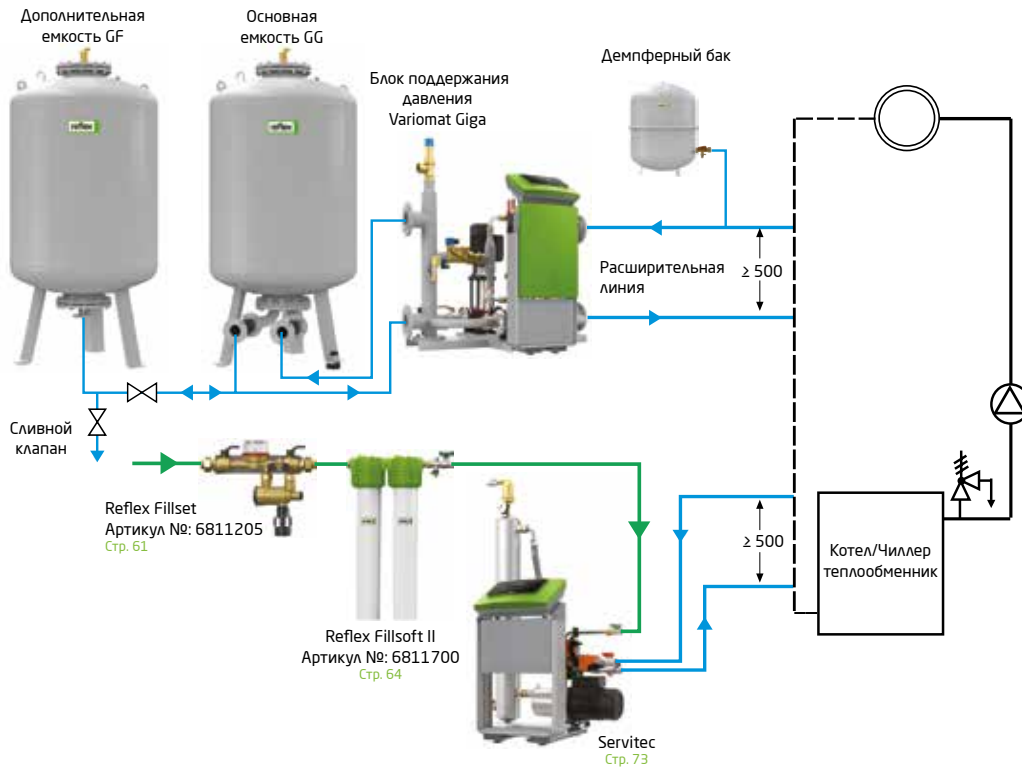 Дополнительная
емкость GF
Основная
емкость GG
Блок поддержания
давления
Variomat Giga
Демпферный бак
reflex
reflex
Расширительная
линия
≥ 500
Сливной
клапан
Reflex Fillset
Артикул №: 6811205
Стр. 61
Reflex Fillsoft II
Артикул №: 6811700
Стр. 64
≥ 500
Котел/Чиллер
теплообменник
Servitec
Стр. 73